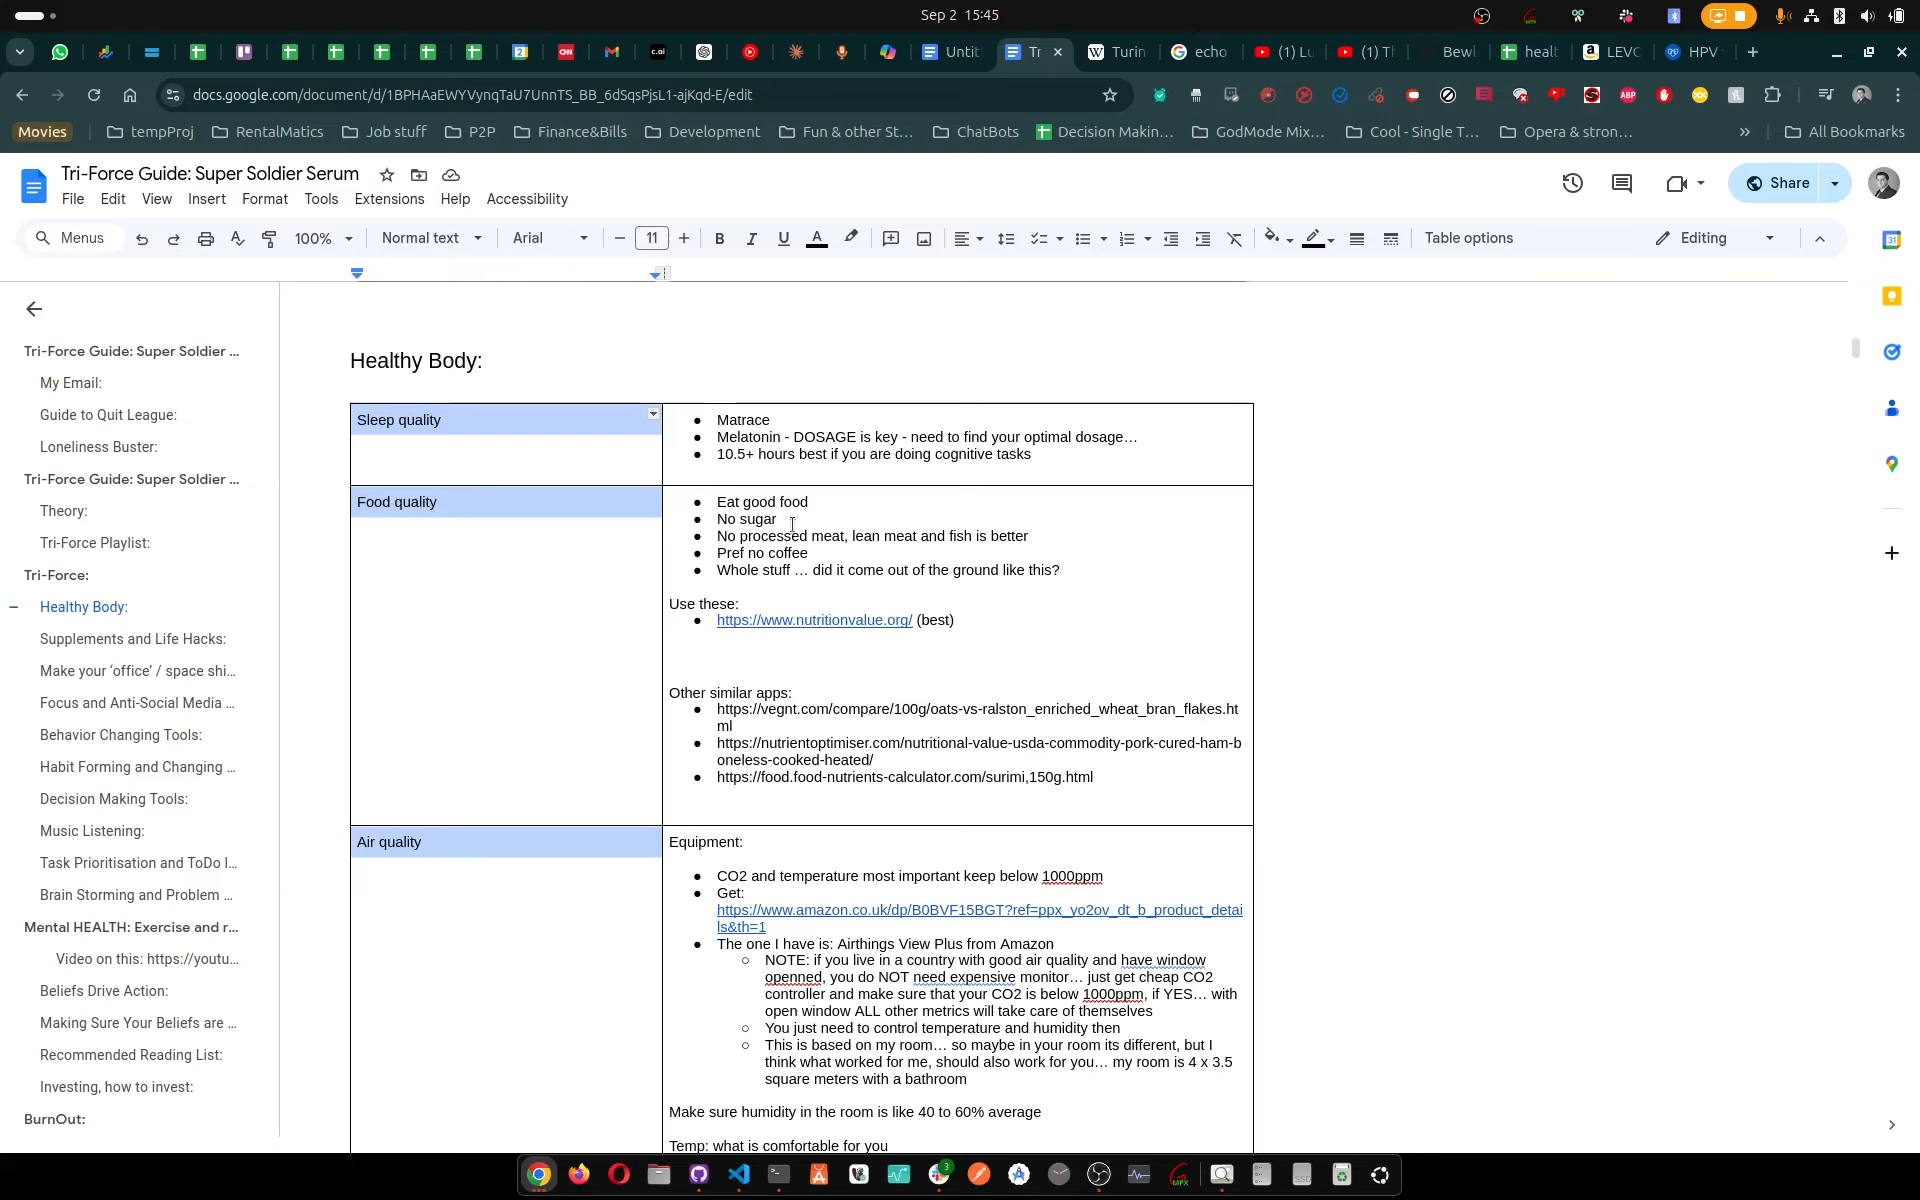 Sep 2 15:45
Untit
Tr
Turin
echo
(1) Lu
(1) Tl
Bewl
healt
LEVC
HPV
docs.google.com/document/d/1BPHAaEWYVynqTaU7UnnTS_BB_6dSqsPjsL1-ajKqd-E/edit
Movies
tempProj
RentalMatics
Job stuff
P2P
Finance&Bills
Development
Fun & other St...
ChatBots
Decision Makin...
GodMode Mix...
Cool - Single T...
Opera & stron...
All Bookmarks
Tri-Force Guide: Super Soldier Serum
File Edit View Insert Format Tools Extensions Help Accessibility
Share
Menus
100%
Normal text
Arial
11
Table options
Editing
Tri-Force Guide: Super Soldier ...
My Email:
Guide to Quit League:
Loneliness Buster:
Tri-Force Guide: Super Soldier ...
Theory:
Tri-Force Playlist:
Tri-Force:
Healthy Body:
Supplements and Life Hacks:
Make your ‘office’ / space shi...
Focus and Anti-Social Media ...
Behavior Changing Tools:
Habit Forming and Changing ...
Decision Making Tools:
Music Listening:
Task Prioritisation and ToDo l...
Brain Storming and Problem ...
Mental HEALTH: Exercise and r...
Video on this: https://youtu...
Beliefs Drive Action:
Making Sure Your Beliefs are ...
Recommended Reading List:
Investing, how to invest:
BurnOut:
Healthy Body:
Sleep quality
● Matrace
● Melatonin - DOSAGE is key - need to find your optimal dosage…
● 10.5+ hours best if you are doing cognitive tasks
Food quality
● Eat good food
● No sugar
● No processed meat, lean meat and fish is better
● Pref no coffee
● Whole stuff … did it come out of the ground like this?
Use these:
● https://www.nutritionvalue.org/ (best)
Other similar apps:
● https://vegnt.com/compare/100g/oats-vs-ralston_enriched_wheat_bran_flakes.ht
ml
● https://nutrientoptimiser.com/nutritional-value-usda-commodity-pork-cured-ham-b
oneless-cooked-heated/
● https://food.food-nutrients-calculator.com/surimi,150g.html
Air quality
Equipment:
● CO2 and temperature most important keep below 1000ppm
● Get:
https://www.amazon.co.uk/dp/B0BVF15BGT?ref=ppx_yo2ov_dt_b_product_detai
ls&th=1
● The one I have is: Airthings View Plus from Amazon
○ NOTE: if you live in a country with good air quality and have window
openned, you do NOT need expensive monitor… just get cheap CO2
controller and make sure that your CO2 is below 1000ppm, if YES… with
open window ALL other metrics will take care of themselves
○ You just need to control temperature and humidity then
○ This is based on my room… so maybe in your room its different, but I
think what worked for me, should also work for you… my room is 4 x 3.5
square meters with a bathroom
Make sure humidity in the room is like 40 to 60% average
Temp: what is comfortable for you